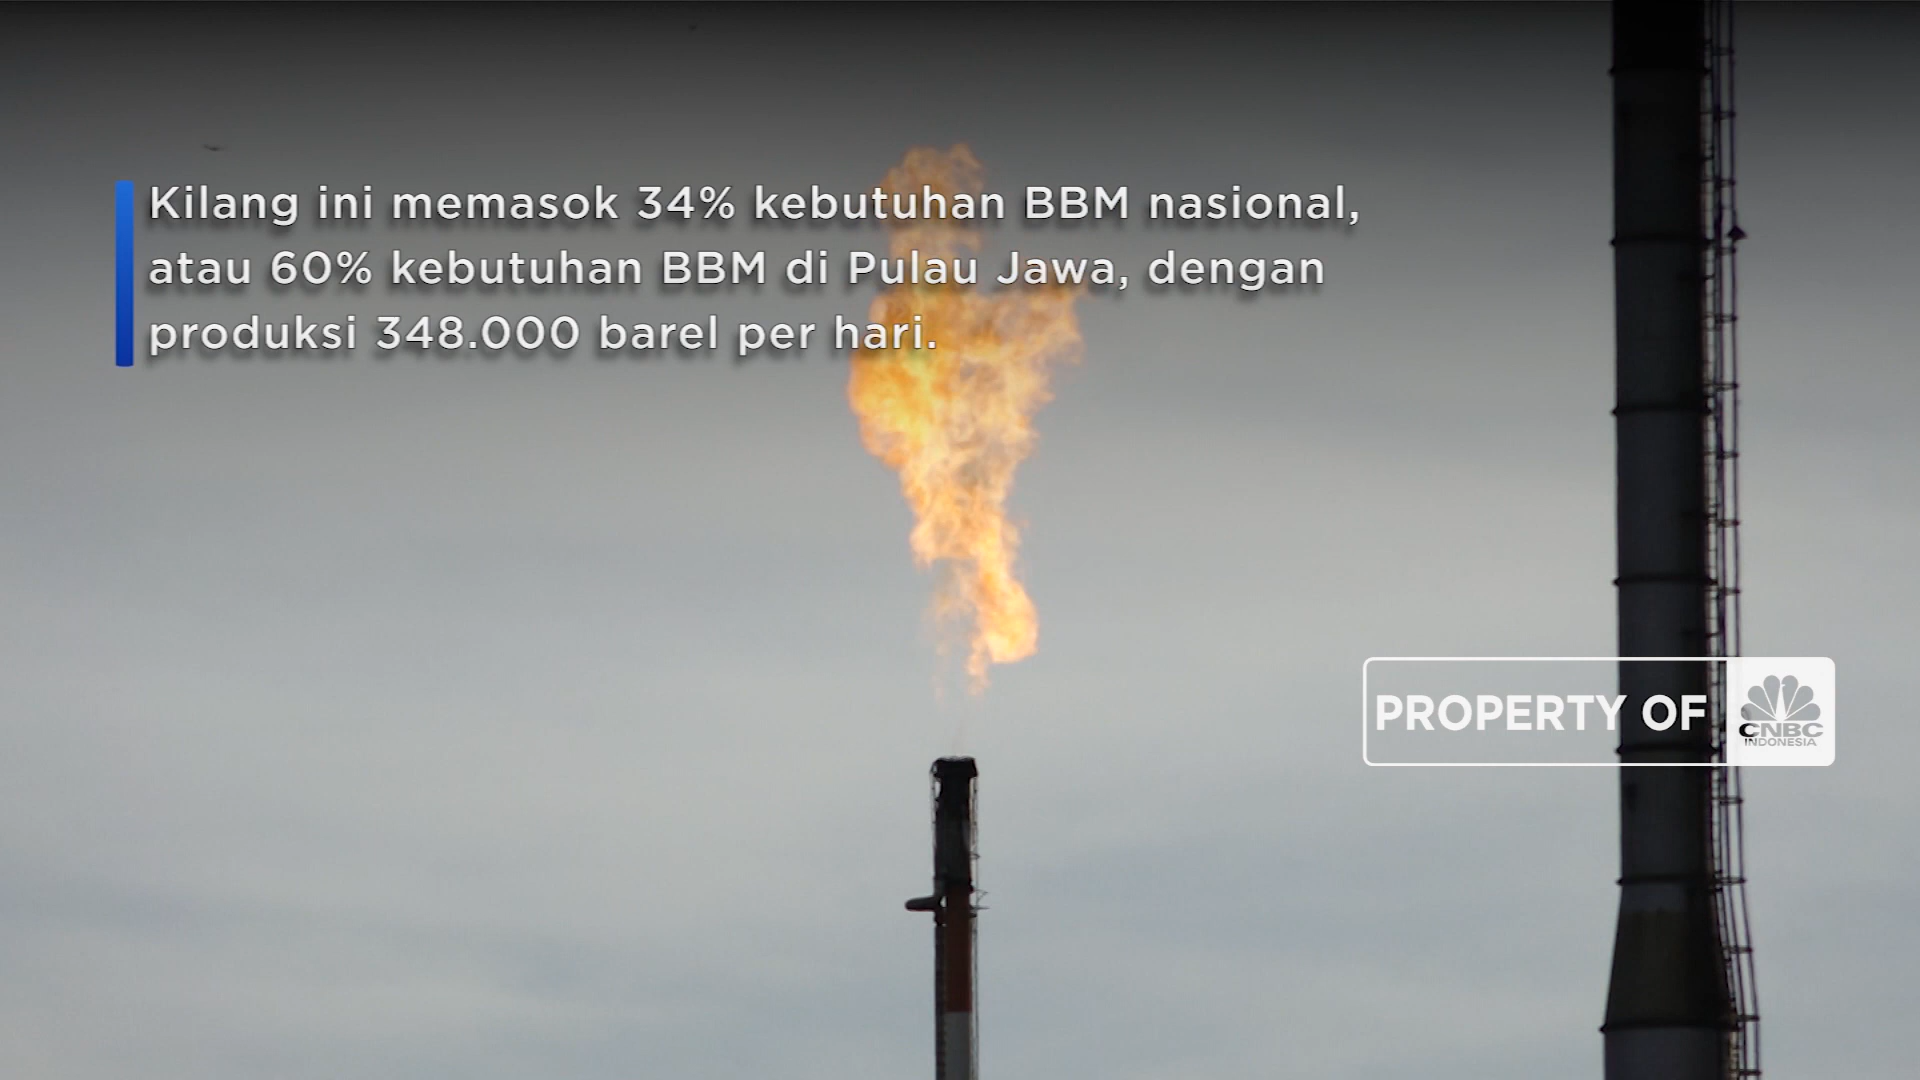 Kilang ini memasok 34% kebutuhan BBM nasional,
atau 60% kebutuhan BBM di Pulau Jawa, dengan
produksi 348.000 barel per hari.
PROPERTY OF
CNBC
INDONESIA